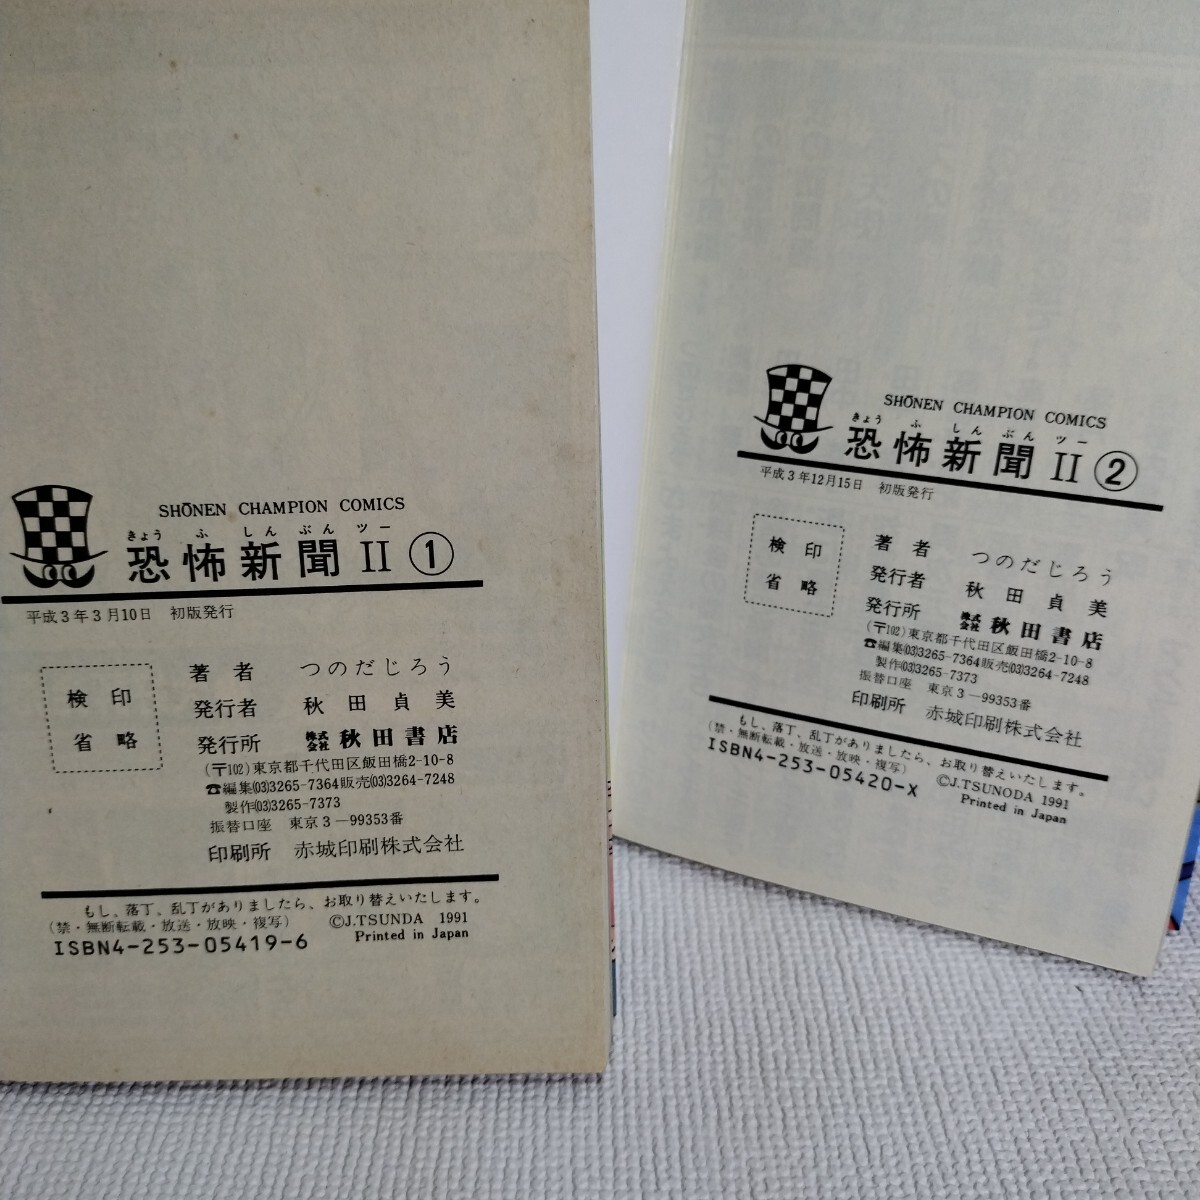 SHŌNEN CHAMPION COMICS
きょう ふ しん ぶん ツー
恐怖新聞II①
平成3年3月10日 初版発行
検印
省略
著者 つのだじろう
発行者 秋田貞美
発行所 株式会社 秋田書店
(〒102)東京都千代田区飯田橋2-10-8
☎編集(03)3265-7364販売(03)3264-7248
製作(03)3265-7373
振替口座 東京3-99353番
印刷所 赤城印刷株式会社
もし、落丁、乱丁がありましたら、お取り替えいたします。
(禁・無断転載・放送・放映・複写) ©J.TSUNDA 1991
ISBN4-253-05419-6 Printed in Japan
SHŌNEN CHAMPION COMICS
きょう ふ しん ぶん ツー
恐怖新聞II②
平成3年12月15日 初版発行
検印
省略
著者 つのだじろう
発行者 秋田貞美
発行所 株式会社 秋田書店
(〒102)東京都千代田区飯田橋2-10-8
☎編集(03)3265-7364販売(03)3264-7248
製作(03)3265-7373
振替口座 東京3-99353番
印刷所 赤城印刷株式会社
もし、落丁、乱丁がありましたら、お取り替えいたします。
(禁・無断転載・放送・放映・複写) ©J.TSUNODA 1991
ISBN4-253-05420-X Printed in Japan